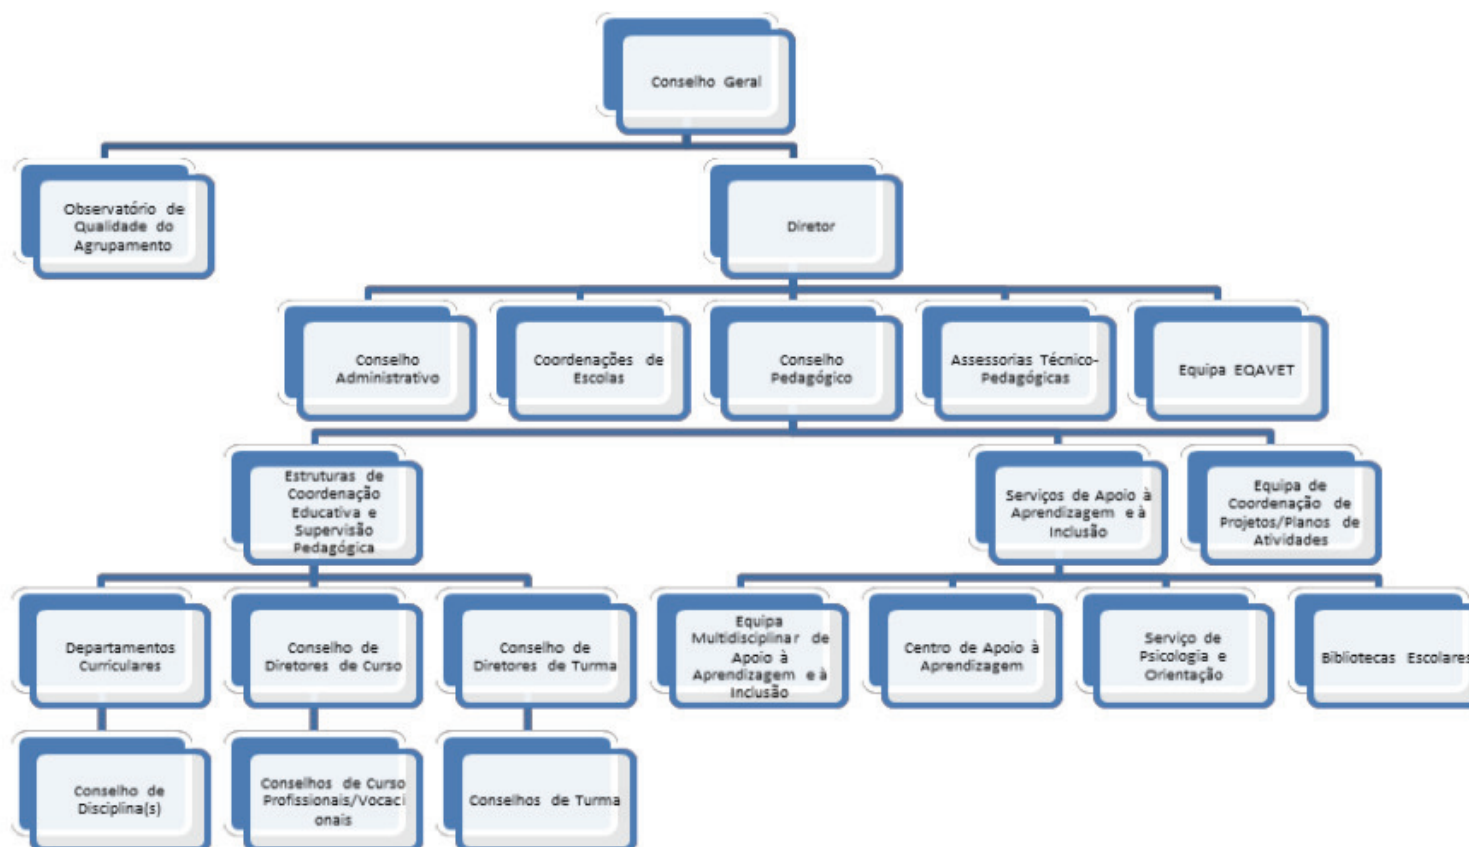 Conselho Geral
Observatório de
Qualidade do
Agrupamento
Diretor
Conselho
Administrativo
Coordenações de
Escolas
Conselho
Pedagógico
Assessorias Técnico-
Pedagógicas
Equipa EQAVET
Estruturas de
Coordenação
Educativa e
Supervisão
Pedagógica
Serviços de Apoio à
Aprendizagem e à
Inclusão
Equipa de
Coordenação de
Projetos/Planos de
Atividades
Departamentos
Curriculares
Conselho de
Diretores de Curso
Conselho de
Diretores de Turma
Equipa
Multidisciplinar de
Apoio à
Aprendizagem e à
Inclusão
Centro de Apoio à
Aprendizagem
Serviço de
Psicologia e
Orientação
Bibliotecas Escolares
Conselho de
Disciplina(s)
Conselhos de Curso
Profissionais/Vocaci
onais
Conselhos de Turma